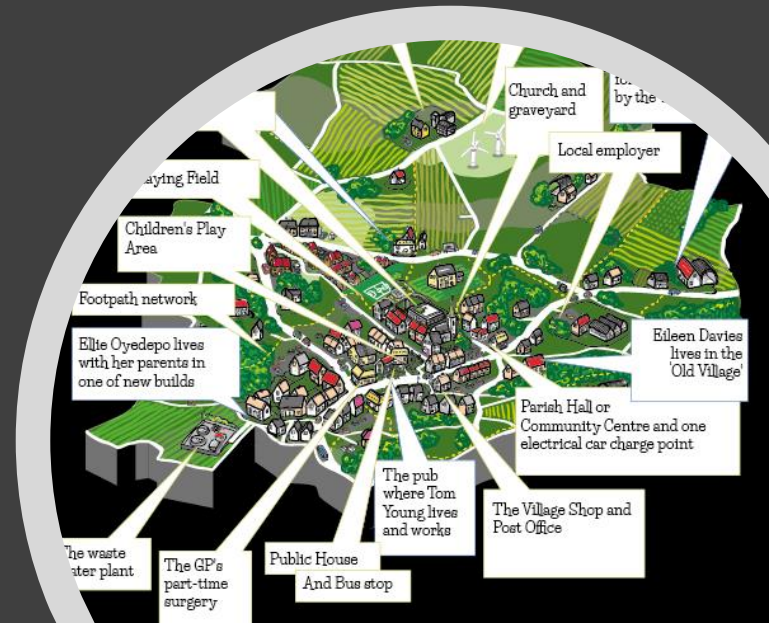 Church and
graveyard
by the
Local employer
Playing Field
Children's Play
Area
Footpath network
Ellie Oyedepo lives
with her parents in
one of new builds
Eileen Davies
lives in the
'Old Village'
Parish Hall or
Community Centre and one
electrical car charge point
The pub
where Tom
Young lives
and works
The Village Shop and
Post Office
The waste
water plant
The GP's
part-time
surgery
Public House
And Bus stop